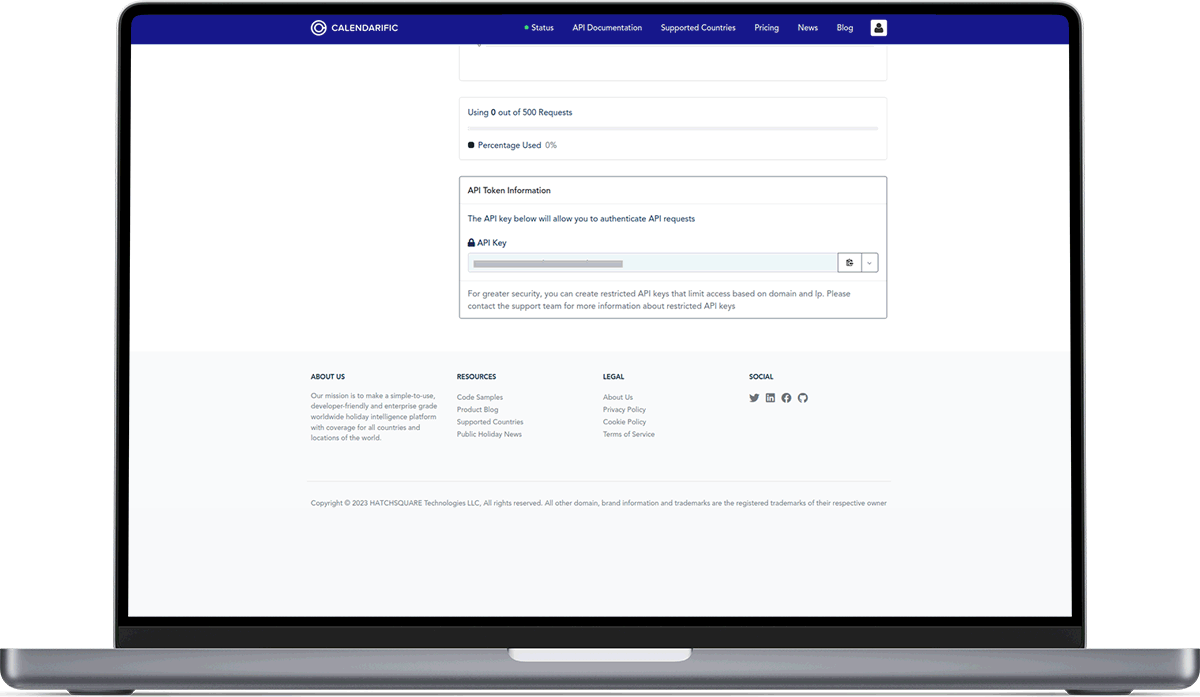 CALENDARIFIC
Status API Documentation Supported Countries Pricing News Blog
Using 0 out of 500 Requests
Percentage Used 0%
API Token Information
The API key below will allow you to authenticate API requests
API Key
For greater security, you can create restricted API keys that limit access based on domain and Ip. Please
contact the support team for more information about restricted API keys
ABOUT US
Our mission is to make a simple-to-use,
developer-friendly and enterprise grade
worldwide holiday intelligence platform
with coverage for all countries and
locations of the world.
RESOURCES
Code Samples
Product Blog
Supported Countries
Public Holiday News
LEGAL
About Us
Privacy Policy
Cookie Policy
Terms of Service
SOCIAL
Copyright © 2023 HATCHSQUARE Technologies LLC, All rights reserved. All other domain, brand information and trademarks are the registered trademarks of their respective owner